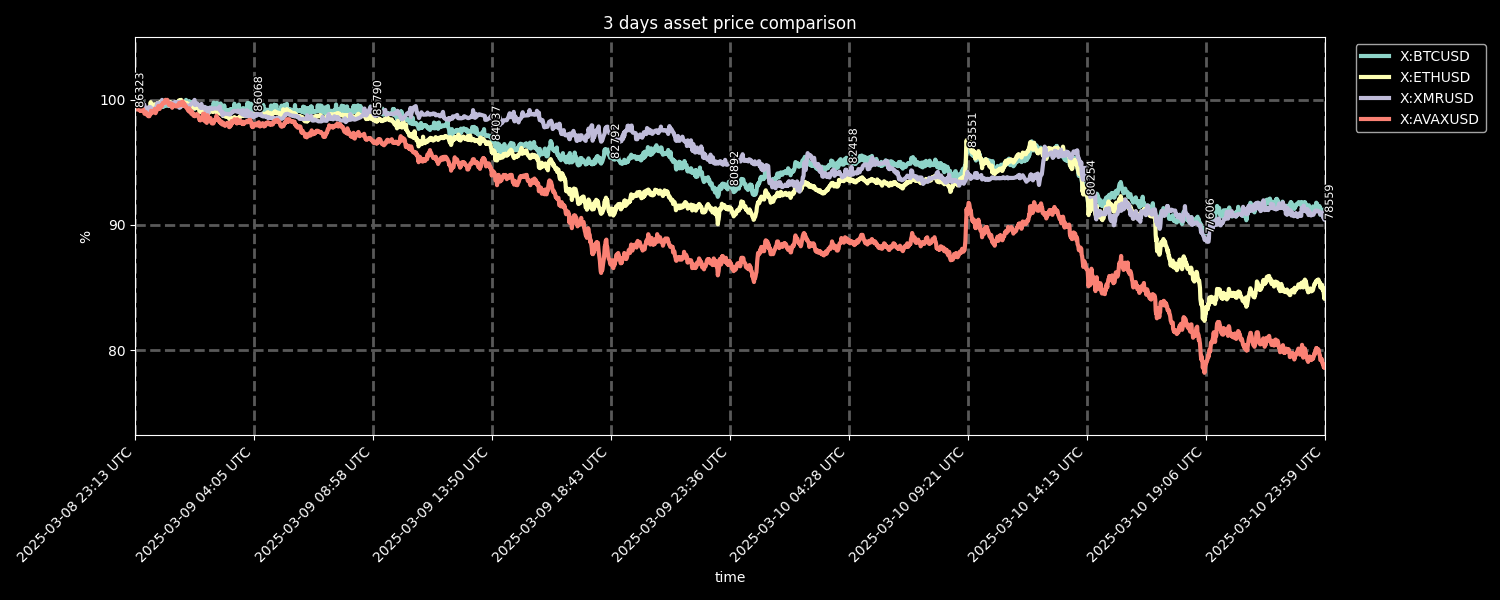 3 days asset price comparison
X:BTCUSD
X:ETHUSD
X:XMRUSD
X:AVAXUSD
100
90
80
%
86323
86068
85790
84037
82792
80892
82458
83551
80254
77606
78559
2025-03-08 23:13 UTC
2025-03-09 04:05 UTC
2025-03-09 08:58 UTC
2025-03-09 13:50 UTC
2025-03-09 18:43 UTC
2025-03-09 23:36 UTC
2025-03-10 04:28 UTC
2025-03-10 09:21 UTC
2025-03-10 14:13 UTC
2025-03-10 19:06 UTC
2025-03-10 23:59 UTC
time